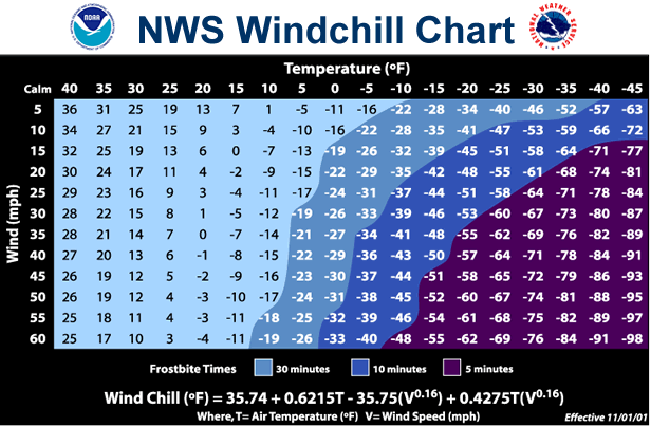 NOAA
NWS Windchill Chart
NATIONAL WEATHER SERVICE
Temperature (ºF)
Calm 40 35 30 25 20 15 10 5 0 -5 -10 -15 -20 -25 -30 -35 -40 -45
5 36 31 25 19 13 7 1 -5 -11 -16 -22 -28 -34 -40 -46 -52 -57 -63
10 34 27 21 15 9 3 -4 -10 -16 -22 -28 -35 -41 -47 -53 -59 -66 -72
15 32 25 19 13 6 0 -7 -13 -19 -26 -32 -39 -45 -51 -58 -64 -71 -77
20 30 24 17 11 4 -2 -9 -15 -22 -29 -35 -42 -48 -55 -61 -68 -74 -81
25 29 23 16 9 3 -4 -11 -17 -24 -31 -37 -44 -51 -58 -64 -71 -78 -84
30 28 22 15 8 1 -5 -12 -19 -26 -33 -39 -46 -53 -60 -67 -73 -80 -87
35 28 21 14 7 0 -7 -14 -21 -27 -34 -41 -48 -55 -62 -69 -76 -82 -89
40 27 20 13 6 -1 -8 -15 -22 -29 -36 -43 -50 -57 -64 -71 -78 -84 -91
45 26 19 12 5 -2 -9 -16 -23 -30 -37 -44 -51 -58 -65 -72 -79 -86 -93
50 26 19 12 4 -3 -10 -17 -24 -31 -38 -45 -52 -60 -67 -74 -81 -88 -95
55 25 18 11 4 -3 -11 -18 -25 -32 -39 -46 -54 -61 -68 -75 -82 -89 -97
60 25 17 10 3 -4 -11 -19 -26 -33 -40 -48 -55 -62 -69 -76 -84 -91 -98
Wind (mph)
Frostbite Times 30 minutes 10 minutes 5 minutes
Wind Chill (ºF) = 35.74 + 0.6215T - 35.75(V0.16) + 0.4275T(V0.16)
Where, T= Air Temperature (ºF) V= Wind Speed (mph)
Effective 11/01/01